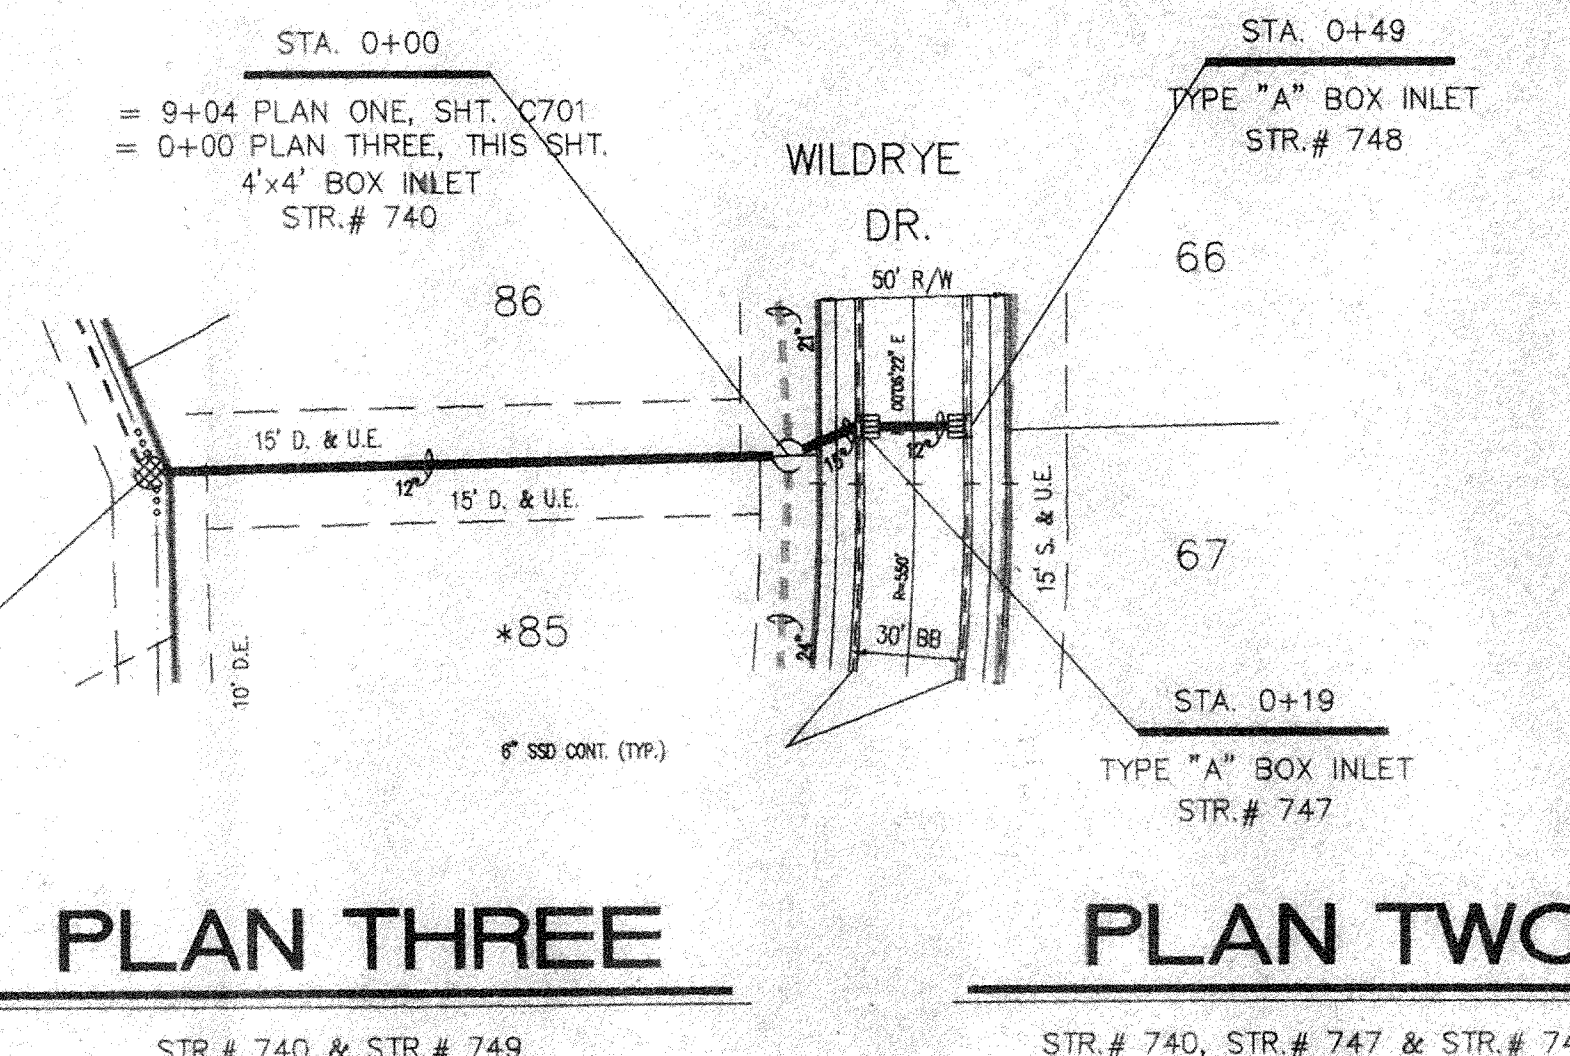 STA. 0+00
= 9+04 PLAN ONE, SHT. C701
= 0+00 PLAN THREE, THIS SHT.
4'x4' BOX INLET
STR.# 740
STA. 0+49
TYPE "A" BOX INLET
STR.# 748
WILDRYE
DR.
50' R/W
86
66
21"
15' D. & U.E.
12"
15' D. & U.E.
15"
12"
15' S. & U.E.
67
R=550'
*85
24"
30' BB
10' D.E.
6" SSD CONT. (TYP.)
STA. 0+19
TYPE "A" BOX INLET
STR.# 747
PLAN THREE
PLAN TWO
STR.# 740 & STR.# 749
STR.# 740, STR.# 747 & STR.#